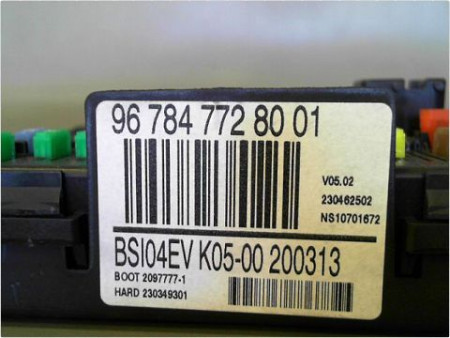 96 784 772 80 01
V05.02
230462502
NS10701672
BSI04EV K05-00 200313
BOOT 2097777-1
HARD 230349301